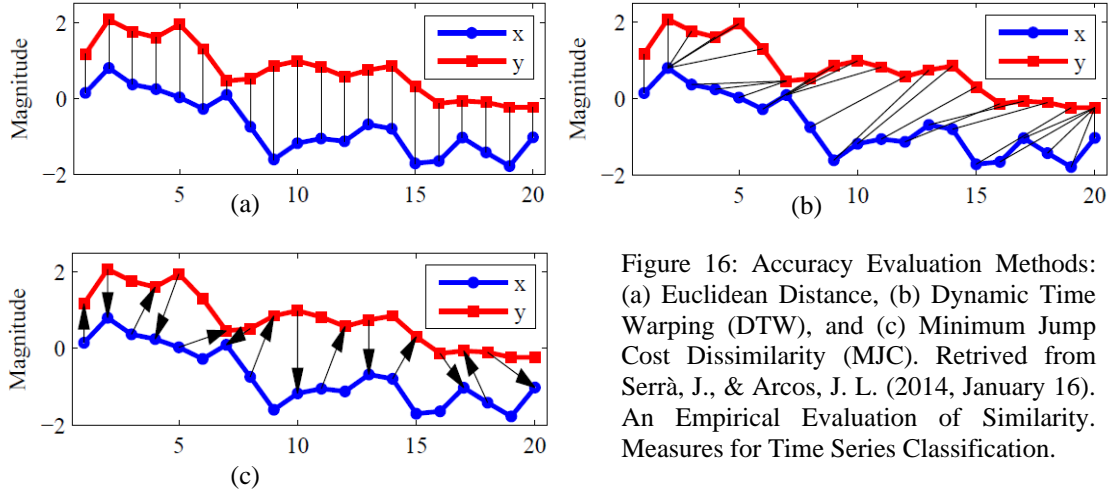 2
0
−2
Magnitude
x
y
5
10
15
20
(a)
2
0
−2
Magnitude
x
y
5
10
15
20
(b)
2
0
−2
Magnitude
x
y
5
10
15
20
(c)
Figure 16: Accuracy Evaluation Methods:
(a) Euclidean Distance, (b) Dynamic Time
Warping (DTW), and (c) Minimum Jump
Cost Dissimilarity (MJC). Retrived from
Serrà, J., & Arcos, J. L. (2014, January 16).
An Empirical Evaluation of Similarity.
Measures for Time Series Classification.